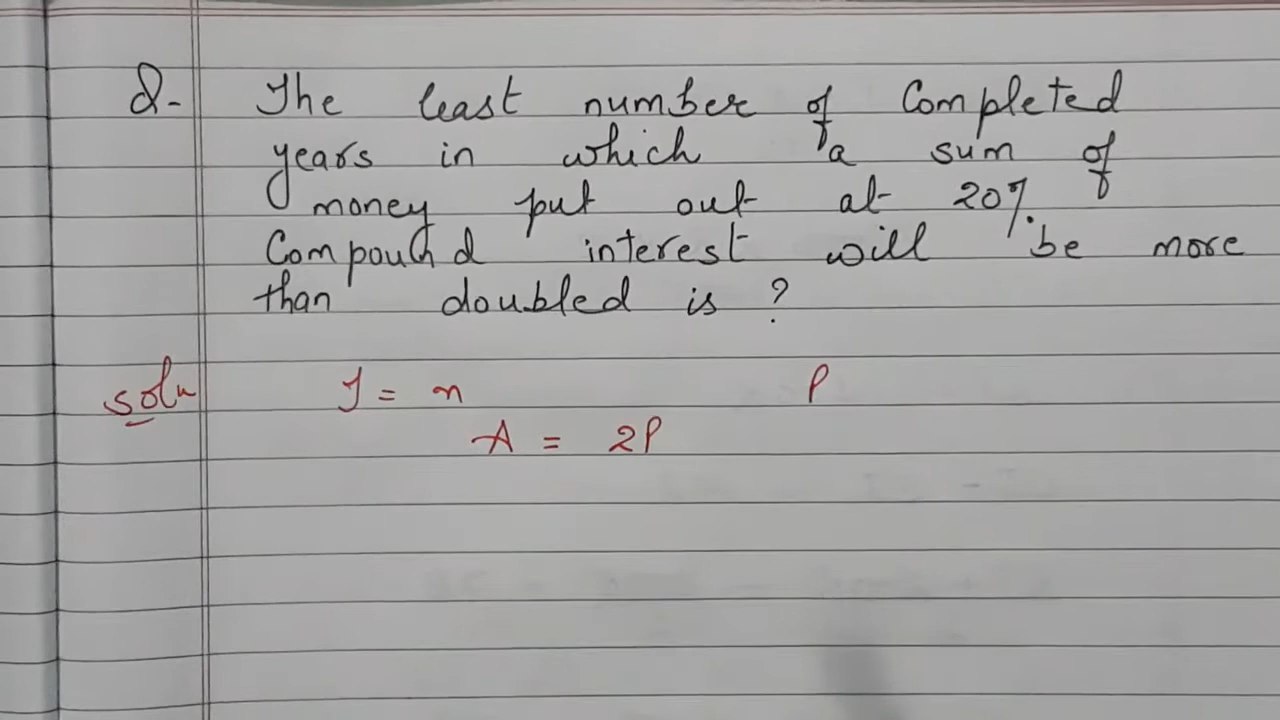 Q- The least number of Completed
years in which a sum of
money put out at 20%
Compound interest will be more
than doubled is ?
soln J = n P
A = 2P